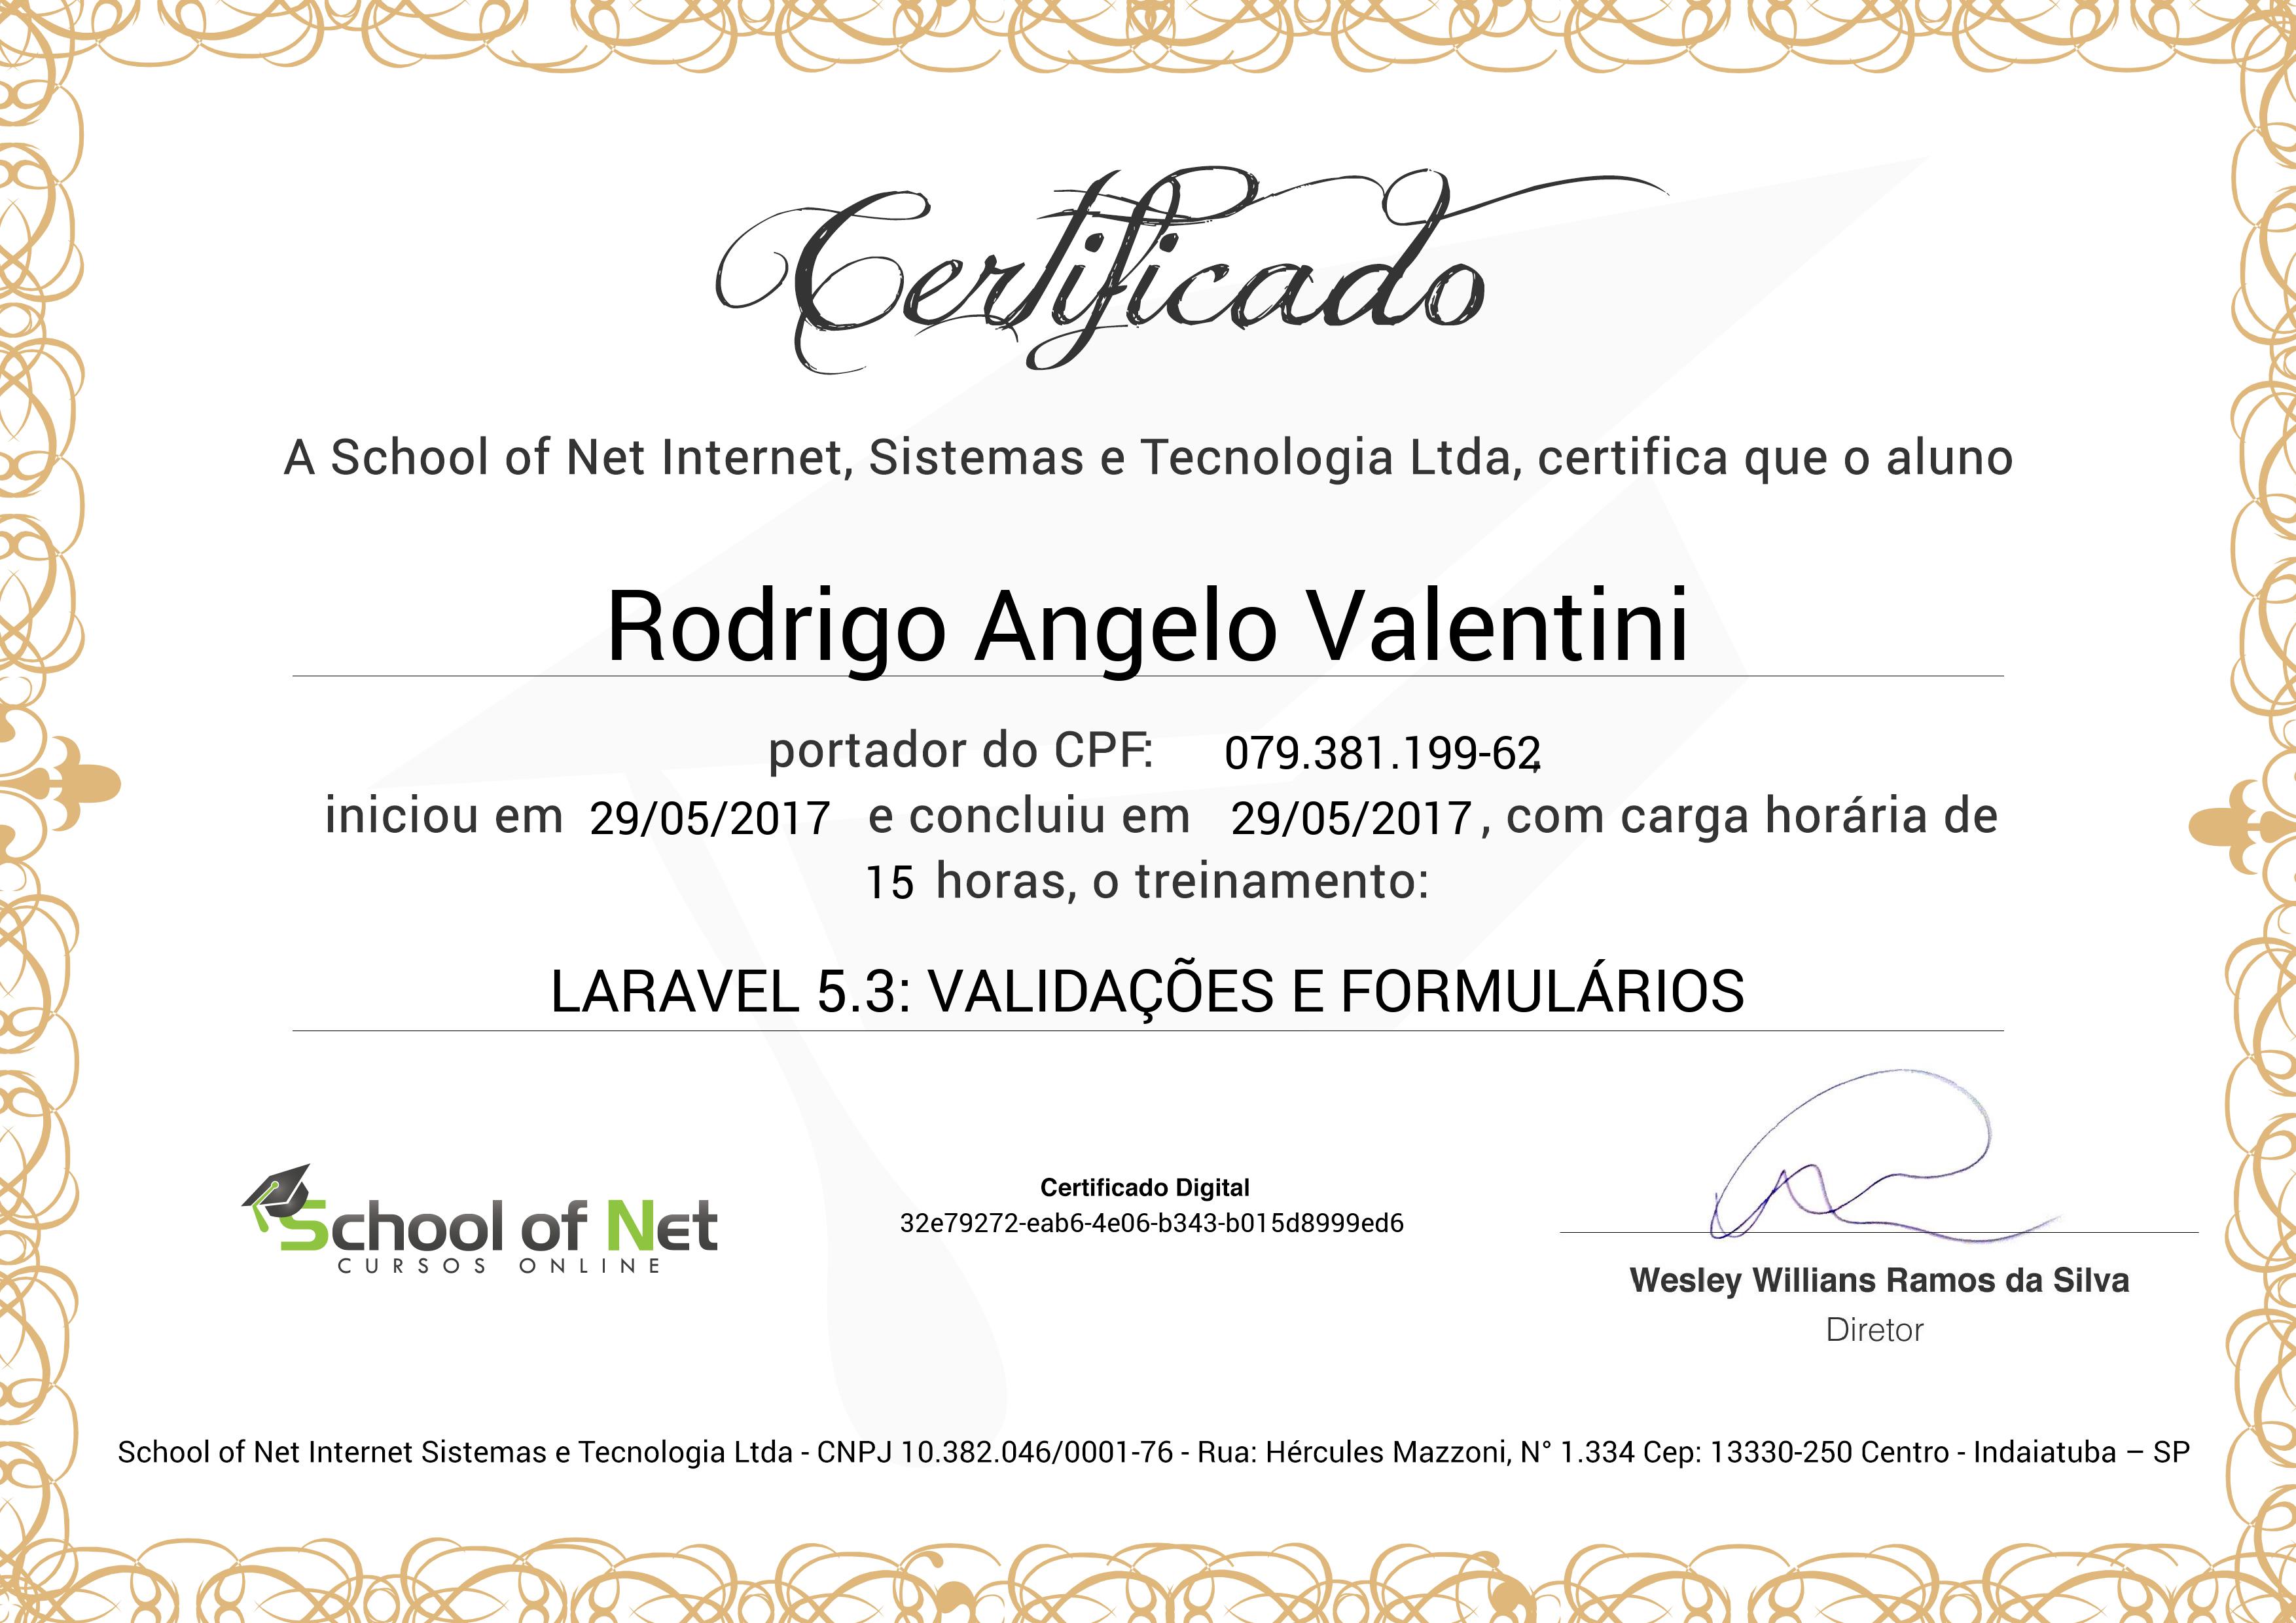 Certificado
A School of Net Internet, Sistemas e Tecnologia Ltda, certifica que o aluno
Rodrigo Angelo Valentini
portador do CPF: 079.381.199-62,
iniciou em 29/05/2017 e concluiu em 29/05/2017, com carga horária de
15 horas, o treinamento:
LARAVEL 5.3: VALIDAÇÕES E FORMULÁRIOS
School of Net
CURSOS ONLINE
Certificado Digital
32e79272-eab6-4e06-b343-b015d8999ed6
Wesley Willians Ramos da Silva
Diretor
School of Net Internet Sistemas e Tecnologia Ltda - CNPJ 10.382.046/0001-76 - Rua: Hércules Mazzoni, N° 1.334 Cep: 13330-250 Centro - Indaiatuba – SP